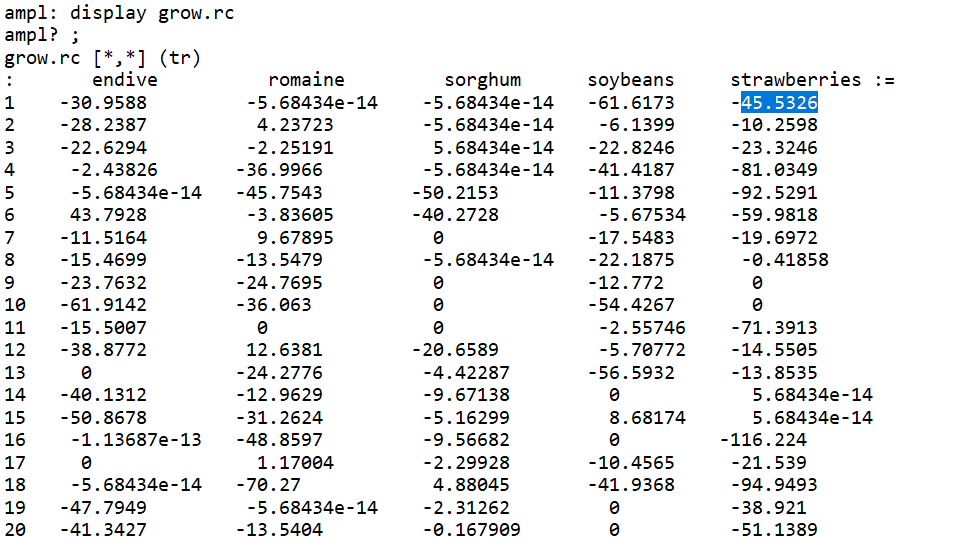 ampl: display grow.rc
ampl? ;
grow.rc [*,*] (tr)
: endive romaine sorghum soybeans strawberries :=
1 -30.9588 -5.68434e-14 -5.68434e-14 -61.6173 -45.5326
2 -28.2387 4.23723 -5.68434e-14 -6.1399 -10.2598
3 -22.6294 -2.25191 5.68434e-14 -22.8246 -23.3246
4 -2.43826 -36.9966 -5.68434e-14 -41.4187 -81.0349
5 -5.68434e-14 -45.7543 -50.2153 -11.3798 -92.5291
6 43.7928 -3.83605 -40.2728 -5.67534 -59.9818
7 -11.5164 9.67895 0 -17.5483 -19.6972
8 -15.4699 -13.5479 -5.68434e-14 -22.1875 -0.41858
9 -23.7632 -24.7695 0 -12.772 0
10 -61.9142 -36.063 0 -54.4267 0
11 -15.5007 0 0 -2.55746 -71.3913
12 -38.8772 12.6381 -20.6589 -5.70772 -14.5505
13 0 -24.2776 -4.42287 -56.5932 -13.8535
14 -40.1312 -12.9629 -9.67138 0 5.68434e-14
15 -50.8678 -31.2624 -5.16299 8.68174 5.68434e-14
16 -1.13687e-13 -48.8597 -9.56682 0 -116.224
17 0 1.17004 -2.29928 -10.4565 -21.539
18 -5.68434e-14 -70.27 4.88045 -41.9368 -94.9493
19 -47.7949 -5.68434e-14 -2.31262 0 -38.921
20 -41.3427 -13.5404 -0.167909 0 -51.1389